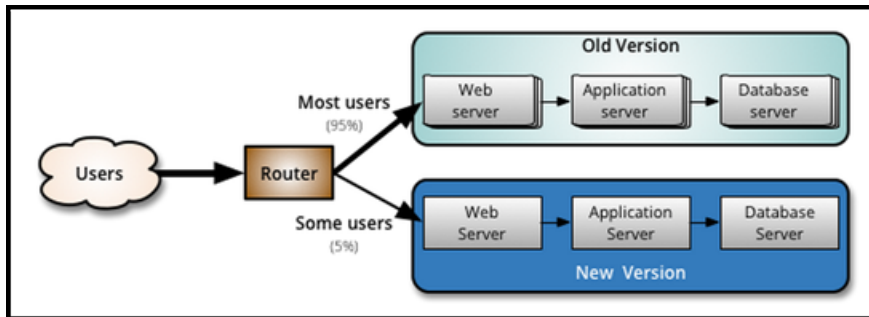 Old Version
Web
server
Application
server
Database
server
Most users
(95%)
Users
Router
Some users
(5%)
Web
Server
Application
Server
Database
Server
New Version